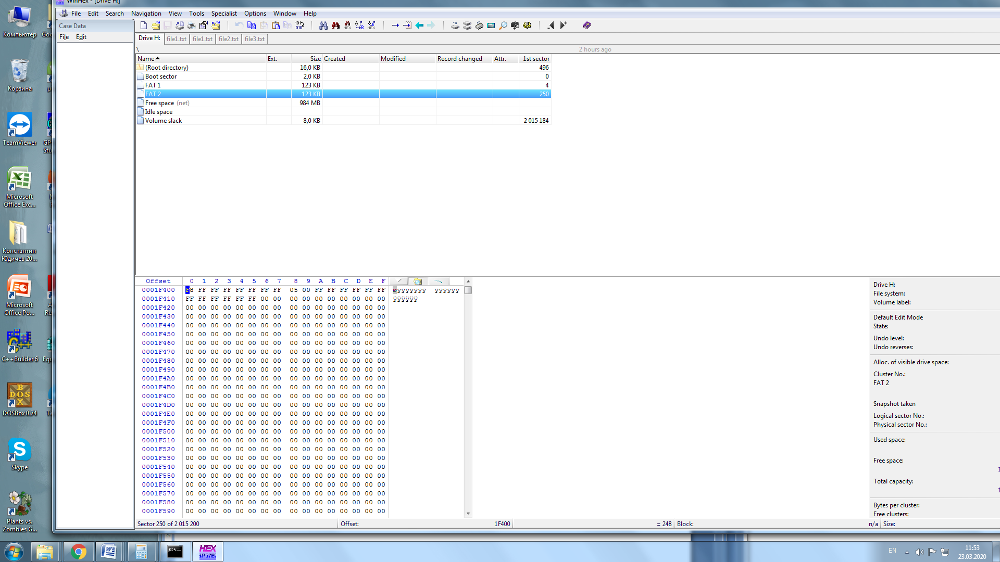 WinHex - [Drive H:]
File Edit Search Navigation View Tools Specialist Options Window Help
Case Data
File Edit
Drive H: file1.txt file1.txt file2.txt file3.txt
\ 2 hours ago
Name Ext. Size Created Modified Record changed Attr. 1st sector
(Root directory) 16,0 KB 496
Boot sector 2,0 KB 0
FAT 1 123 KB 4
FAT 2 123 KB 250
Free space (net) 984 MB
Idle space
Volume slack 8,0 KB 2 015 184
Offset 0 1 2 3 4 5 6 7 8 9 A B C D E F
0001F400 F8 FF FF FF FF FF FF FF 05 00 FF FF FF FF FF FF øÿÿÿÿÿÿÿ ÿÿÿÿÿÿ
0001F410 FF FF FF FF FF FF 00 00 00 00 00 00 00 00 00 00 ÿÿÿÿÿÿ
0001F420 00 00 00 00 00 00 00 00 00 00 00 00 00 00 00 00
0001F430 00 00 00 00 00 00 00 00 00 00 00 00 00 00 00 00
0001F440 00 00 00 00 00 00 00 00 00 00 00 00 00 00 00 00
0001F450 00 00 00 00 00 00 00 00 00 00 00 00 00 00 00 00
0001F460 00 00 00 00 00 00 00 00 00 00 00 00 00 00 00 00
0001F470 00 00 00 00 00 00 00 00 00 00 00 00 00 00 00 00
0001F480 00 00 00 00 00 00 00 00 00 00 00 00 00 00 00 00
0001F490 00 00 00 00 00 00 00 00 00 00 00 00 00 00 00 00
0001F4A0 00 00 00 00 00 00 00 00 00 00 00 00 00 00 00 00
0001F4B0 00 00 00 00 00 00 00 00 00 00 00 00 00 00 00 00
0001F4C0 00 00 00 00 00 00 00 00 00 00 00 00 00 00 00 00
0001F4D0 00 00 00 00 00 00 00 00 00 00 00 00 00 00 00 00
0001F4E0 00 00 00 00 00 00 00 00 00 00 00 00 00 00 00 00
0001F4F0 00 00 00 00 00 00 00 00 00 00 00 00 00 00 00 00
0001F500 00 00 00 00 00 00 00 00 00 00 00 00 00 00 00 00
0001F510 00 00 00 00 00 00 00 00 00 00 00 00 00 00 00 00
0001F520 00 00 00 00 00 00 00 00 00 00 00 00 00 00 00 00
0001F530 00 00 00 00 00 00 00 00 00 00 00 00 00 00 00 00
0001F540 00 00 00 00 00 00 00 00 00 00 00 00 00 00 00 00
0001F550 00 00 00 00 00 00 00 00 00 00 00 00 00 00 00 00
0001F560 00 00 00 00 00 00 00 00 00 00 00 00 00 00 00 00
0001F570 00 00 00 00 00 00 00 00 00 00 00 00 00 00 00 00
0001F580 00 00 00 00 00 00 00 00 00 00 00 00 00 00 00 00
0001F590 00 00 00 00 00 00 00 00 00 00 00 00 00 00 00 00
Drive H:
File system:
Volume label:
Default Edit Mode
State:
Undo level:
Undo reverses:
Alloc. of visible drive space:
Cluster No.:
FAT 2
Snapshot taken
Logical sector No.:
Physical sector No.:
Used space:
Free space:
1
Total capacity:
1
Bytes per cluster:
Free clusters:
Sector 250 of 2 015 200 Offset: 1F400 = 248 Block: n/a Size:
Компьютер
Корзина
TeamViewer
Microsoft
Office Exc...
Константин
Юдичев 20...
Microsoft
Office Po...
C++Builder6
DOSBox 0.74
Skype
Plants vs.
Zombies G...
EN
11:53
23.03.2020